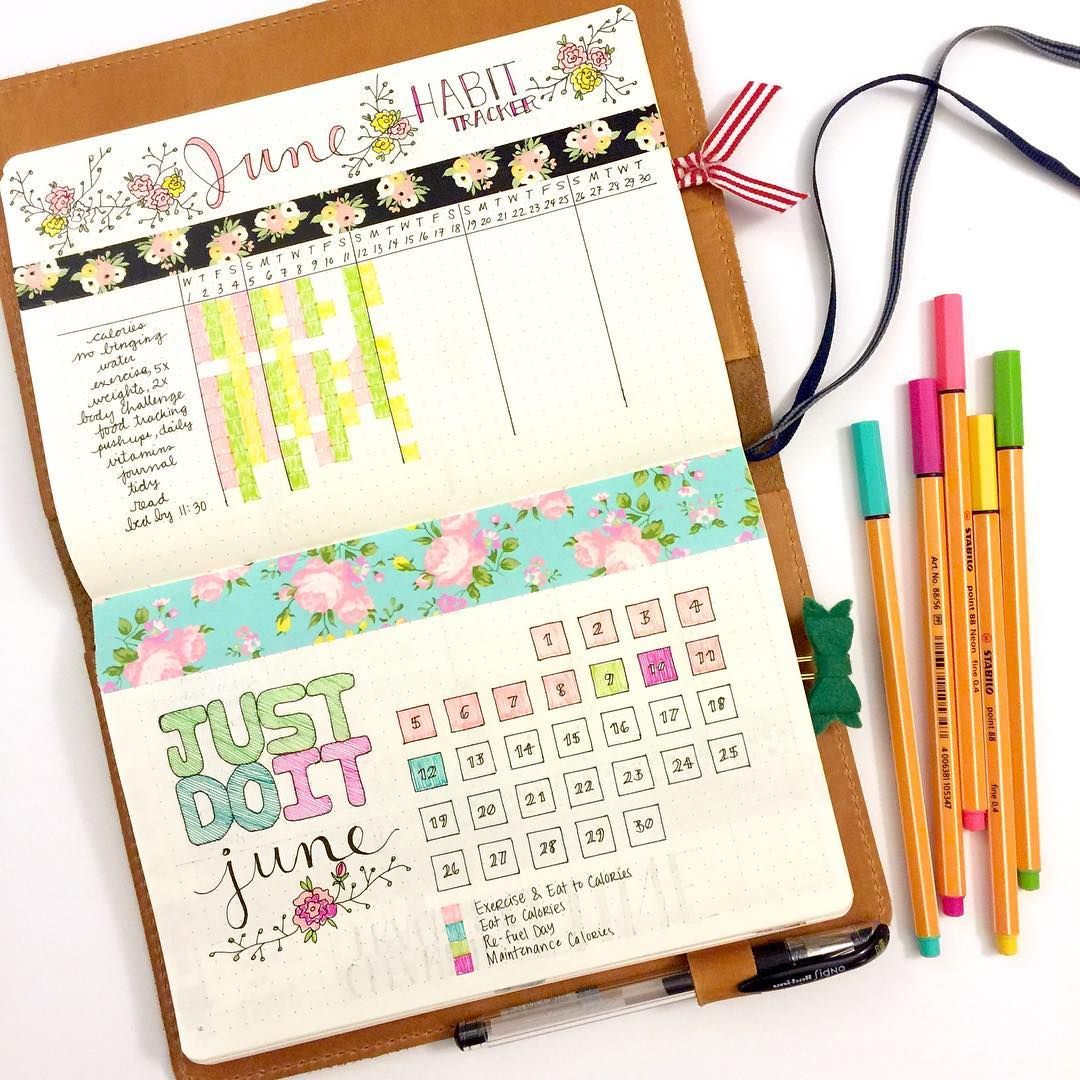 June HABIT TRACKER
W T F S S M T W T F S S M T W T F S S M T W T F S S M T W T
1 2 3 4 5 6 7 8 9 10 11 12 13 14 15 16 17 18 19 20 21 22 23 24 25 26 27 28 29 30
calories
no binging
water
exercise, 5x
weights, 2x
body challenge
food tracking
pushups, daily
vitamins
journal
tidy
read
bed by 11:30
JUST
DO IT
june
1 2 3 4
5 6 7 8 9 10 11
12 13 14 15 16 17 18
19 20 21 22 23 24 25
26 27 28 29 30
Exercise & Eat to Calories
Eat to Calories
Re-fuel Day
Maintenance Calories
uni-ball SigNO
Art. No. 88/56
4 006381 105347
STABILO point 88 Neon fine 0.4
STABILO point 88 fine 0.4